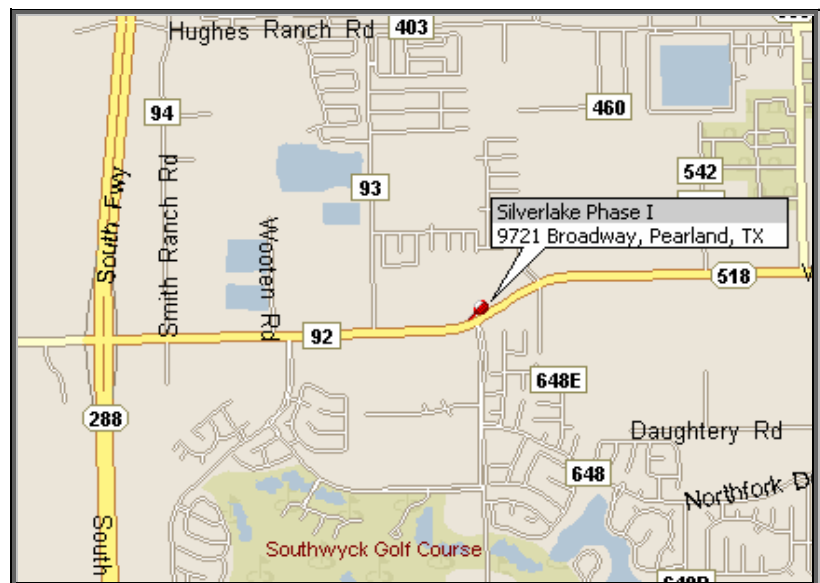 Hughes Ranch Rd
403
94
460
South Fwy
Smith Ranch Rd
93
542
Silverlake Phase I
9721 Broadway, Pearland, TX
Wooten Rd
518
92
648E
288
Daughtery Rd
648
Northfork
South
Southwyck Golf Course